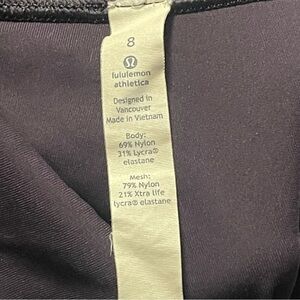 8
lululemon
athletica
Designed in
Vancouver
Made in Vietnam
Body:
69% Nylon
31% Lycra®
elastane
Mesh:
79% Nylon
21% Xtra life
lycra® elastane